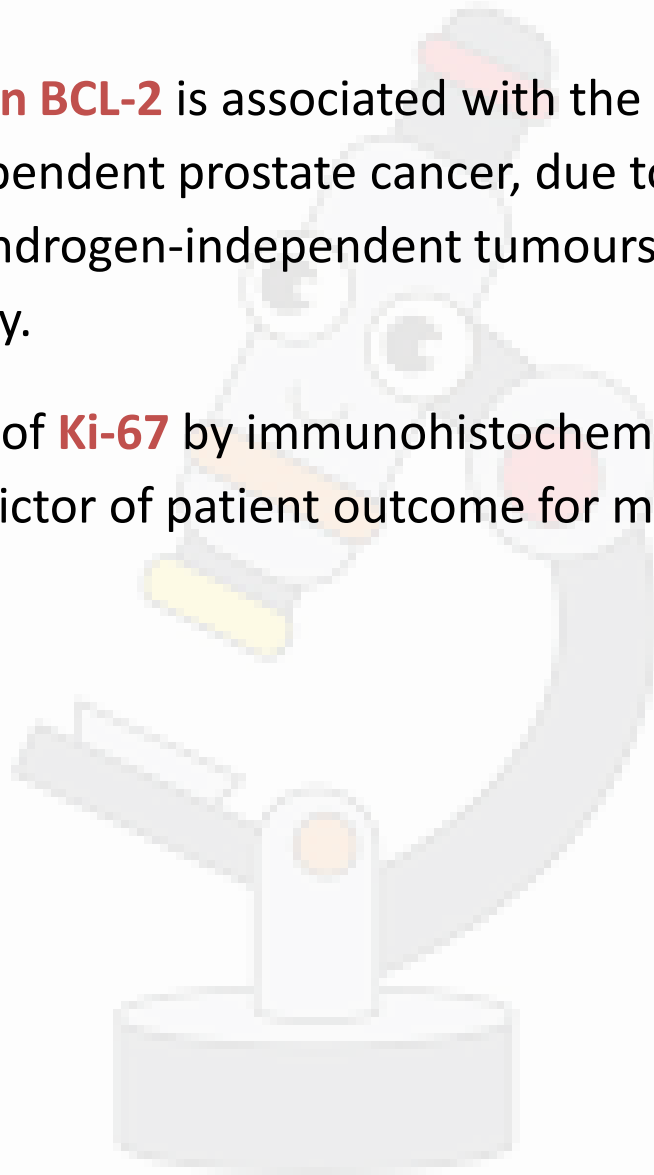 n BCL-2 is associated with the
pendent prostate cancer, due to
ndrogen-independent tumours
y.
of Ki-67 by immunohistochem
ictor of patient outcome for m